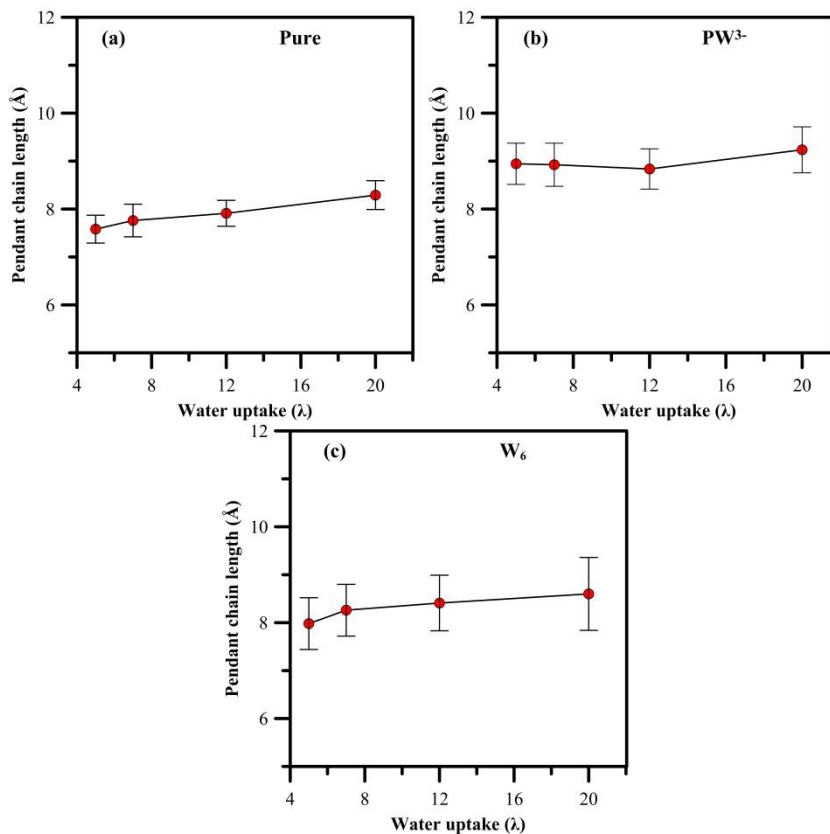 (a) Pure
Pendant chain length (Å)
12
10
8
6
4 8 12 16 20
Water uptake (λ)
(b) PW³⁻
Pendant chain length (Å)
12
10
8
6
4 8 12 16 20
Water uptake (λ)
(c) W₆
Pendant chain length (Å)
12
10
8
6
4 8 12 16 20
Water uptake (λ)